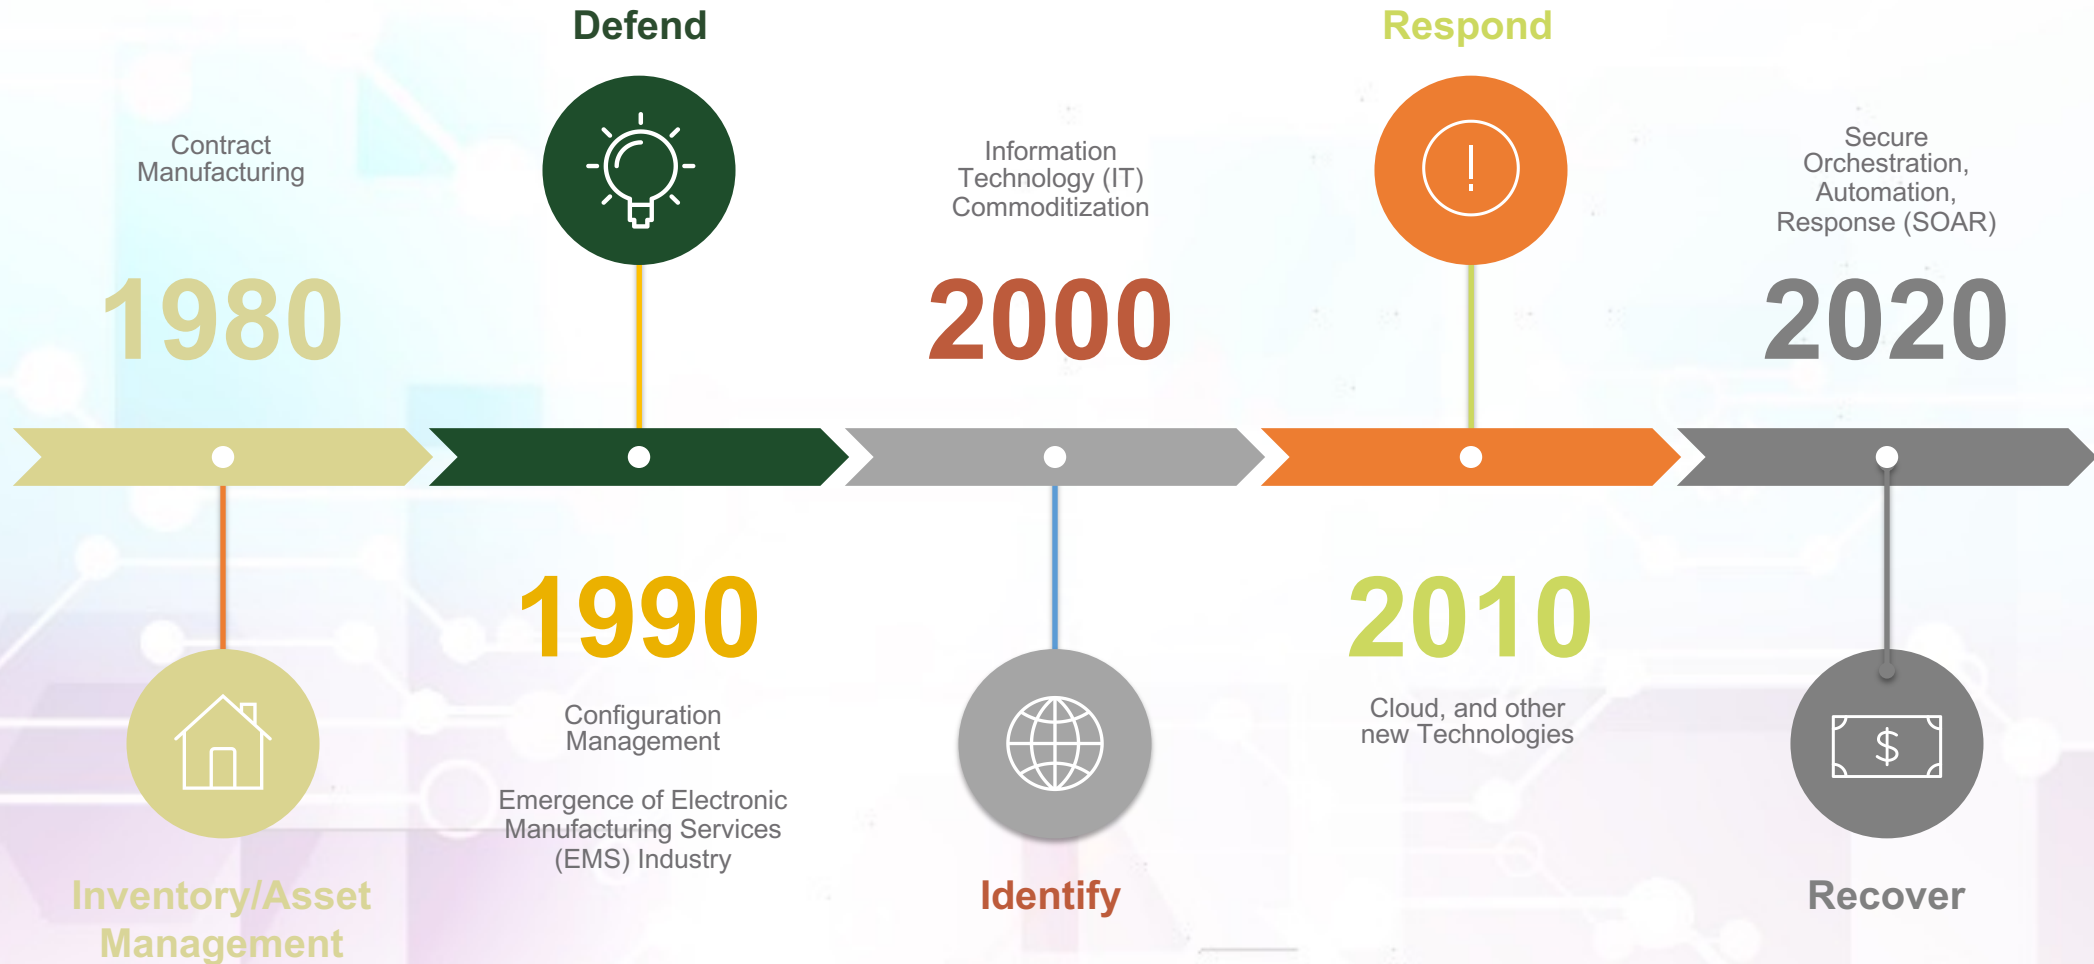 Defend
Respond
Contract
Manufacturing
Information
Technology (IT)
Commoditization
!
Secure
Orchestration,
Automation,
Response (SOAR)
1980
2000
2020
1990
2010
Configuration
Management
Emergence of Electronic
Manufacturing Services
(EMS) Industry
Cloud, and other
new Technologies
$
Inventory/Asset
Management
Identify
Recover